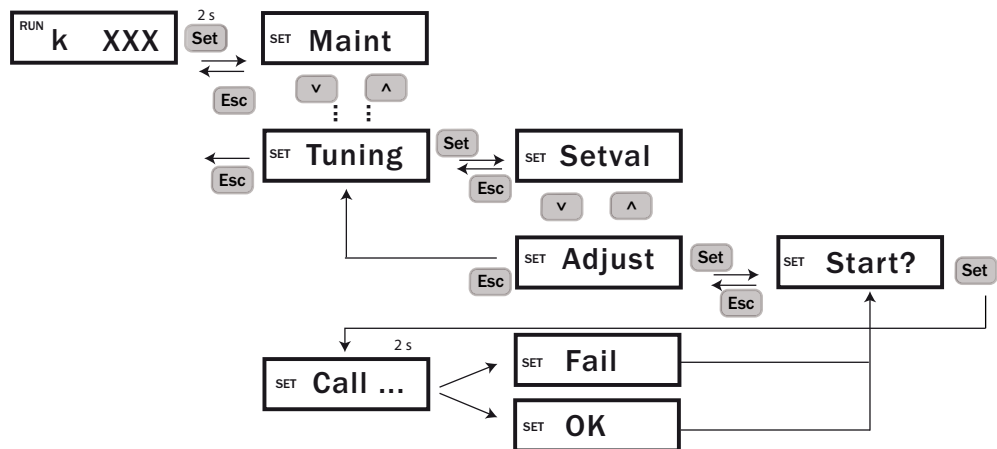 2 s
RUN k XXX
Set
SET Maint
Esc
v
^
SET Tuning
Set
SET Setval
Esc
Esc
v
^
SET Adjust
Set
SET Start?
Set
Esc
Esc
2 s
SET Call ...
SET Fail
SET OK